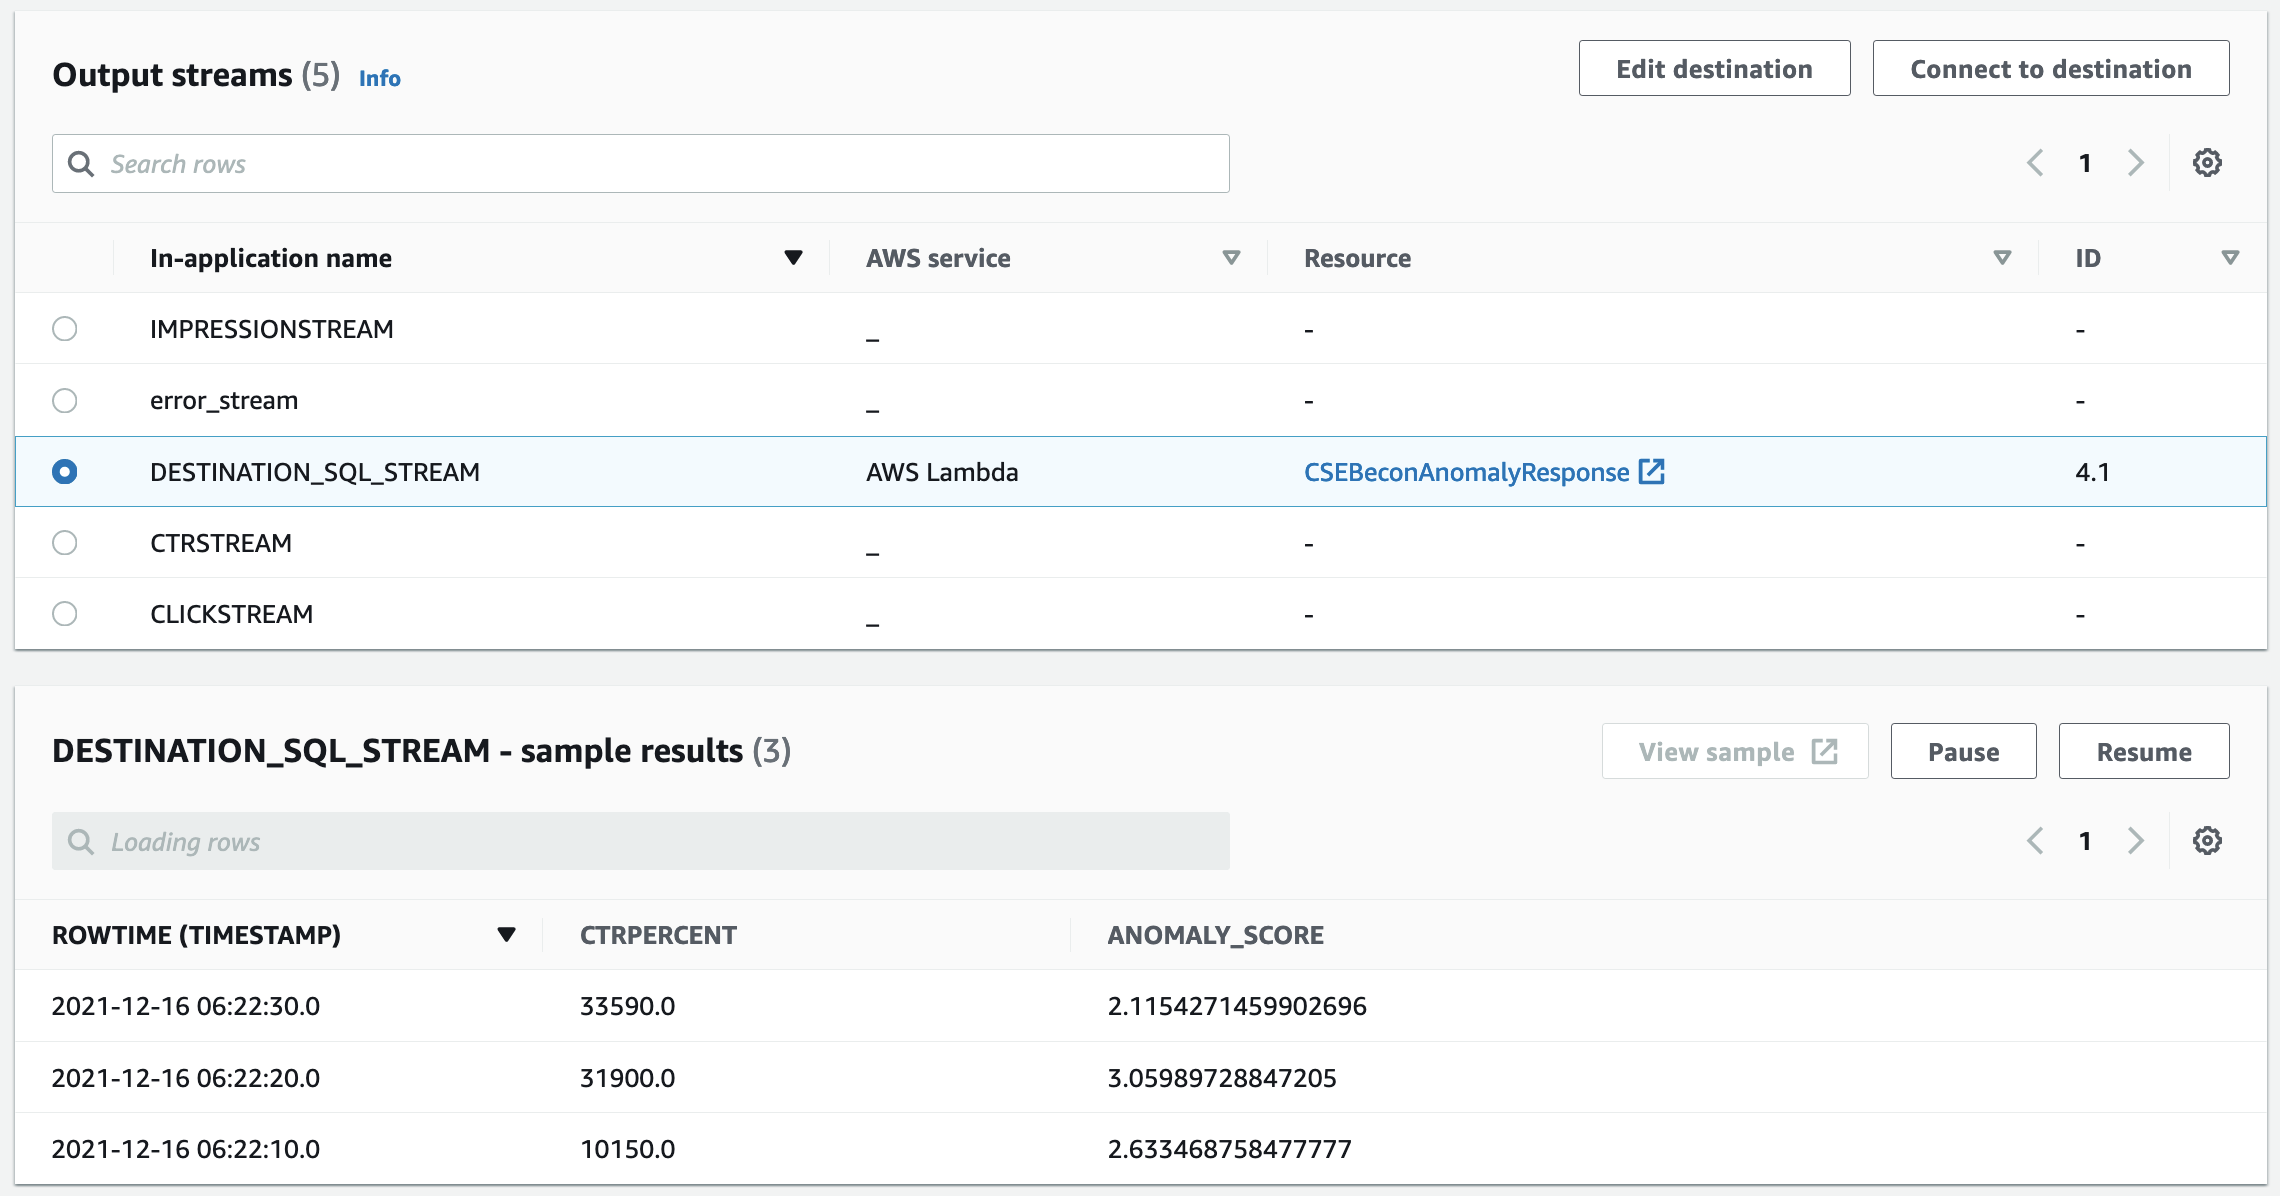 Output streams (5) Info
Edit destination
Connect to destination
Search rows
1
In-application name AWS service Resource ID
IMPRESSIONSTREAM _ - -
error_stream _ - -
DESTINATION_SQL_STREAM AWS Lambda CSEBeconAnomalyResponse 4.1
CTRSTREAM _ - -
CLICKSTREAM _ - -
DESTINATION_SQL_STREAM - sample results (3)
View sample
Pause
Resume
Loading rows
1
ROWTIME (TIMESTAMP) CTRPERCENT ANOMALY_SCORE
2021-12-16 06:22:30.0 33590.0 2.1154271459902696
2021-12-16 06:22:20.0 31900.0 3.05989728847205
2021-12-16 06:22:10.0 10150.0 2.633468758477777